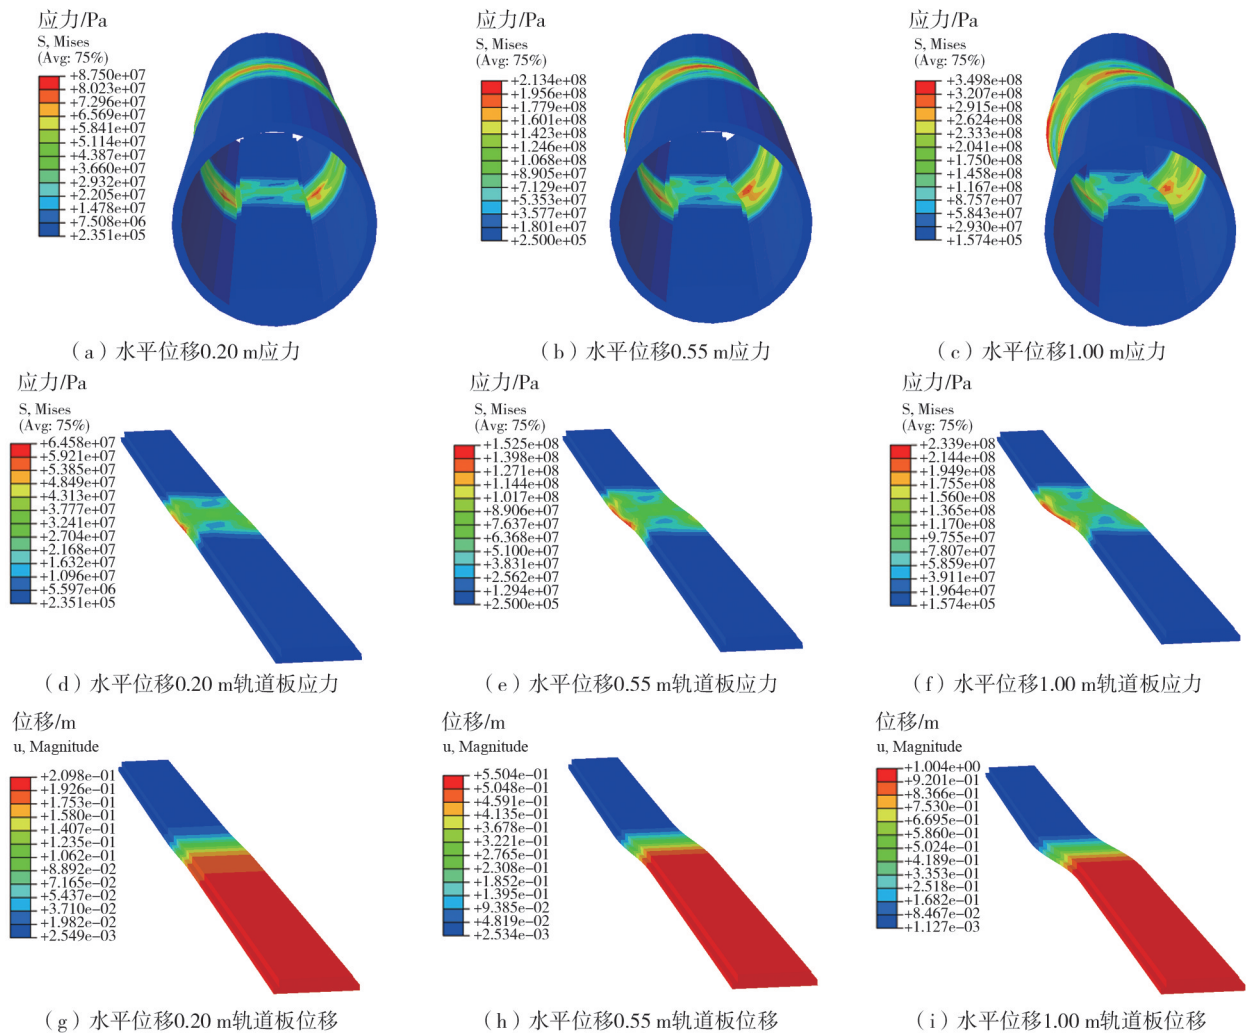 应力/Pa
S, Mises
(Avg: 75%)
+8.750e+07
+8.023e+07
+7.296e+07
+6.569e+07
+5.841e+07
+5.114e+07
+4.387e+07
+3.660e+07
+2.932e+07
+2.205e+07
+1.478e+07
+7.508e+06
+2.351e+05
（a）水平位移0.20 m应力
应力/Pa
S, Mises
(Avg: 75%)
+2.134e+08
+1.956e+08
+1.779e+08
+1.601e+08
+1.423e+08
+1.246e+08
+1.068e+08
+8.905e+07
+7.129e+07
+5.353e+07
+3.577e+07
+1.801e+07
+2.500e+05
（b）水平位移0.55 m应力
应力/Pa
S, Mises
(Avg: 75%)
+3.498e+08
+3.207e+08
+2.915e+08
+2.624e+08
+2.333e+08
+2.041e+08
+1.750e+08
+1.458e+08
+1.167e+08
+8.757e+07
+5.843e+07
+2.930e+07
+1.574e+05
（c）水平位移1.00 m应力
应力/Pa
S, Mises
(Avg: 75%)
+6.458e+07
+5.921e+07
+5.385e+07
+4.849e+07
+4.313e+07
+3.777e+07
+3.241e+07
+2.704e+07
+2.168e+07
+1.632e+07
+1.096e+07
+5.597e+06
+2.351e+05
（d）水平位移0.20 m轨道板应力
应力/Pa
S, Mises
(Avg: 75%)
+1.525e+08
+1.398e+08
+1.271e+08
+1.144e+08
+1.017e+08
+8.906e+07
+7.637e+07
+6.368e+07
+5.100e+07
+3.831e+07
+2.562e+07
+1.294e+07
+2.500e+05
（e）水平位移0.55 m轨道板应力
应力/Pa
S, Mises
(Avg: 75%)
+2.339e+08
+2.144e+08
+1.949e+08
+1.755e+08
+1.560e+08
+1.365e+08
+1.170e+08
+9.755e+07
+7.807e+07
+5.859e+07
+3.911e+07
+1.964e+07
+1.574e+05
（f）水平位移1.00 m轨道板应力
位移/m
u, Magnitude
+2.098e−01
+1.926e−01
+1.753e−01
+1.580e−01
+1.407e−01
+1.235e−01
+1.062e−01
+8.892e−02
+7.165e−02
+5.437e−02
+3.710e−02
+1.982e−02
+2.549e−03
（g）水平位移0.20 m轨道板位移
位移/m
u, Magnitude
+5.504e−01
+5.048e−01
+4.591e−01
+4.135e−01
+3.678e−01
+3.221e−01
+2.765e−01
+2.308e−01
+1.852e−01
+1.395e−01
+9.385e−02
+4.819e−02
+2.534e−03
（h）水平位移0.55 m轨道板位移
位移/m
u, Magnitude
+1.004e+00
+9.201e−01
+8.366e−01
+7.530e−01
+6.695e−01
+5.860e−01
+5.024e−01
+4.189e−01
+3.353e−01
+2.518e−01
+1.682e−01
+8.467e−02
+1.127e−03
（i）水平位移1.00 m轨道板位移